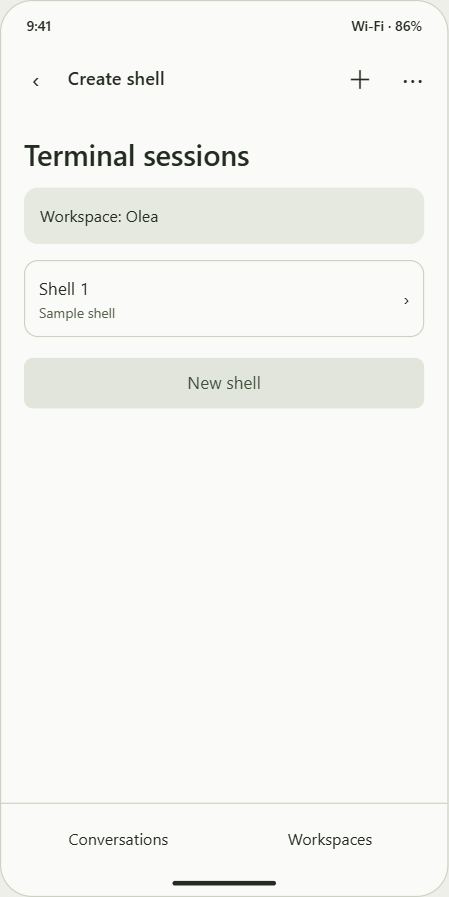 9:41
Wi-Fi · 86%
Create shell
Terminal sessions
Workspace: Olea
Shell 1
Sample shell
New shell
Conversations
Workspaces